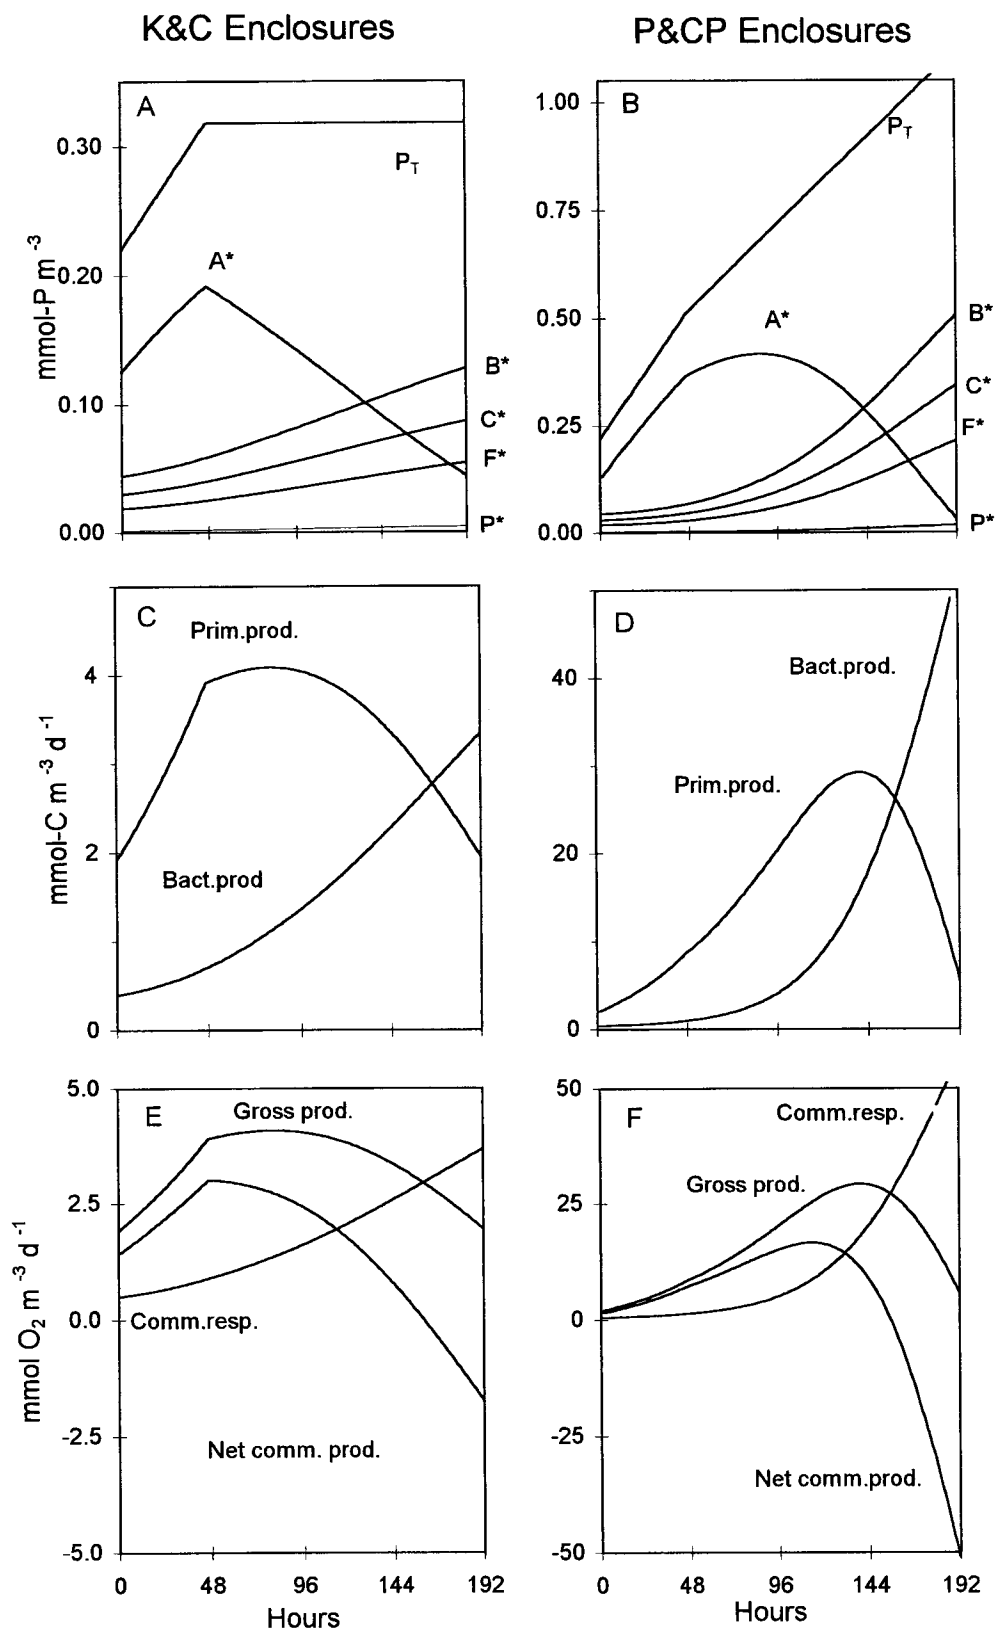 K&C Enclosures
P&CP Enclosures
A
0.30
0.20
0.10
0.00
mmol-P m -3
PT
A*
B*
C*
F*
P*
B
1.00
0.75
0.50
0.25
0.00
PT
A*
B*
C*
F*
P*
C
4
2
0
mmol-C m -3 d -1
Prim.prod.
Bact.prod
D
40
20
0
Bact.prod.
Prim.prod.
E
5.0
2.5
0.0
-2.5
-5.0
mmol O2 m -3 d -1
Gross prod.
Comm.resp.
Net comm. prod.
0 48 96 144 192
Hours
F
50
25
0
-25
-50
Comm.resp.
Gross prod.
Net comm.prod.
0 48 96 144 192
Hours